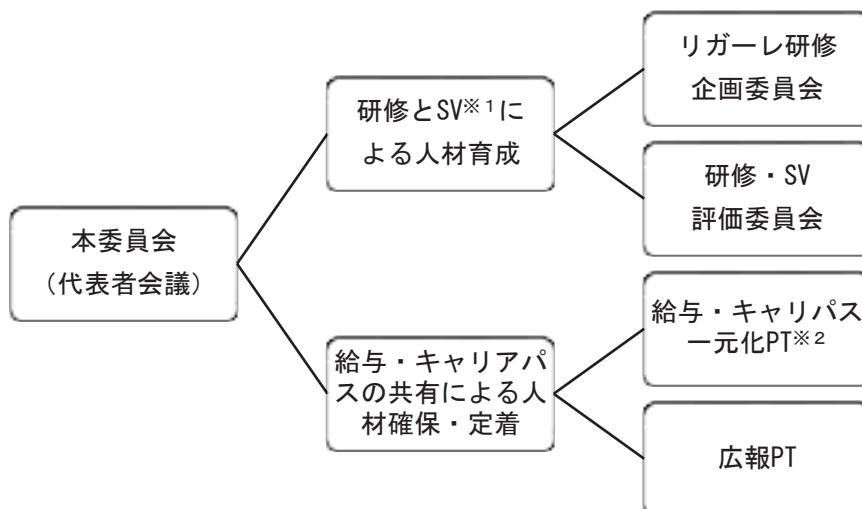 本委員会
（代表者会議）
研修とSV※1に
よる人材育成
給与・キャリアパ
スの共有による人
材確保・定着
リガーレ研修
企画委員会
研修・SV
評価委員会
給与・キャリパス
一元化PT※2
広報PT